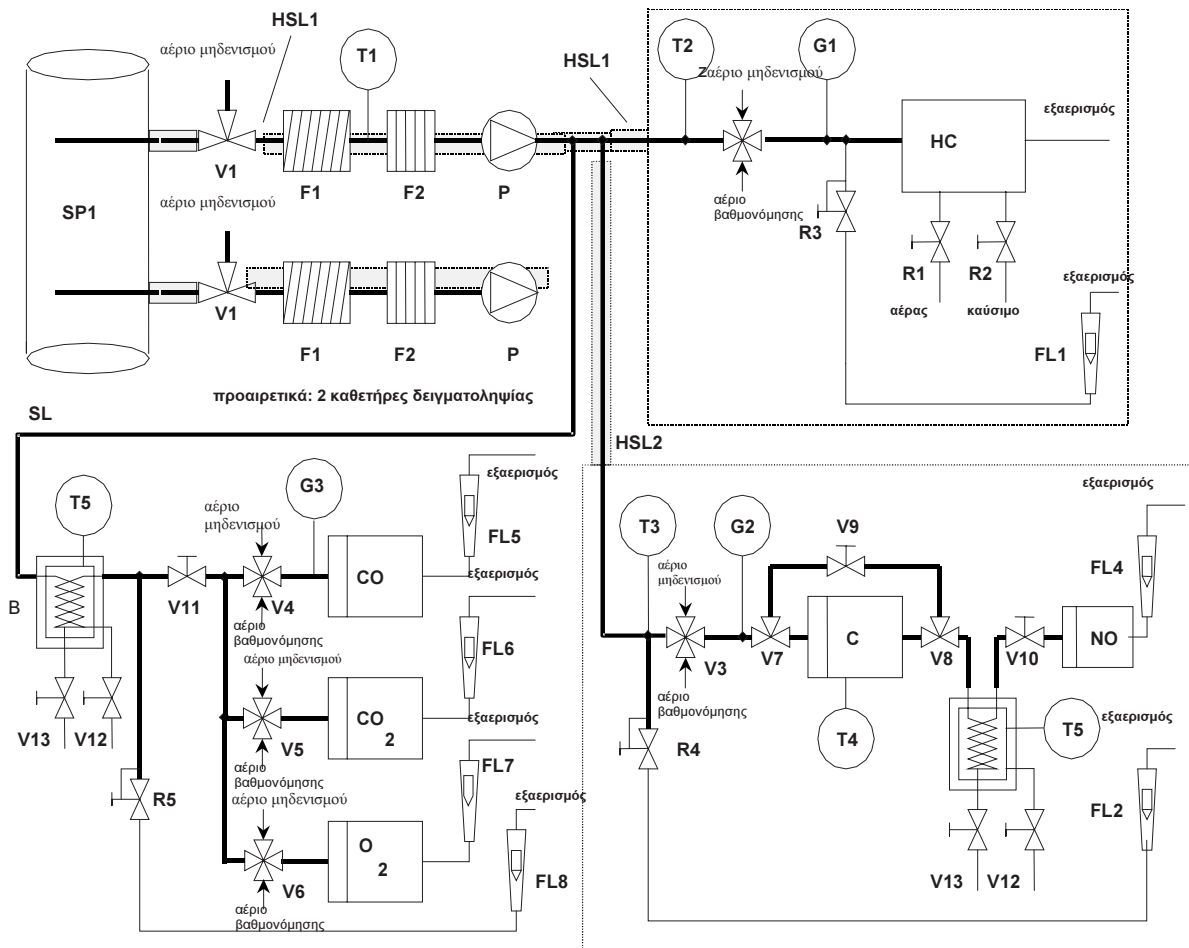 HSL1
αέριο μηδενισμού
T1
HSL1
T2
G1
Ζαέριο μηδενισμού
εξαερισμός
HC
V1
F1
F2
P
αέριο μηδενισμού
SP1
αέριο
βαθμονόμησης
R3
R1
R2
εξαερισμός
αέρας
καύσιμο
V1
F1
F2
P
FL1
προαιρετικά: 2 καθετήρες δειγματοληψίας
SL
HSL2
εξαερισμός
T5
G3
αέριο
μηδενισμού
FL5
εξαερισμός
CO
B
V11
V4
αέριο
βαθμονόμησης
αέριο μηδενισμού
FL6
εξαερισμός
CO
2
V13
V12
V5
αέριο
βαθμονόμησης
αέριο μηδενισμού
FL7
εξαερισμός
R5
O
2
V6
FL8
αέριο
βαθμονόμησης
εξαερισμός
T3
G2
V9
FL4
αέριο
μηδενισμού
C
NO
V3
V7
V8
V10
αέριο
βαθμονόμησης
εξαερισμός
R4
T4
T5
FL2
V13
V12